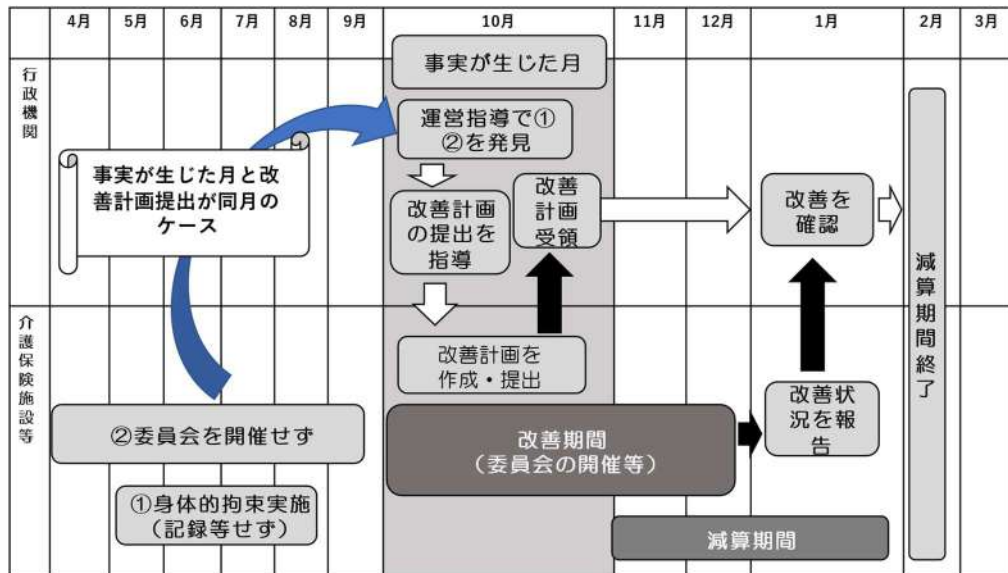 4月 5月 6月 7月 8月 9月 10月 11月 12月 1月 2月 3月
行政機関
事実が生じた月
運営指導で①
②を発見
事実が生じた月と改
善計画提出が同月の
ケース
改善計画
の提出を
指導
改善
計画
受領
改善を
確認
減算期間終了
介護保険施設等
改善計画を
作成・提出
②委員会を開催せず
改善期間
（委員会の開催等）
改善状
況を報
告
①身体的拘束実施
（記録等せず）
減算期間